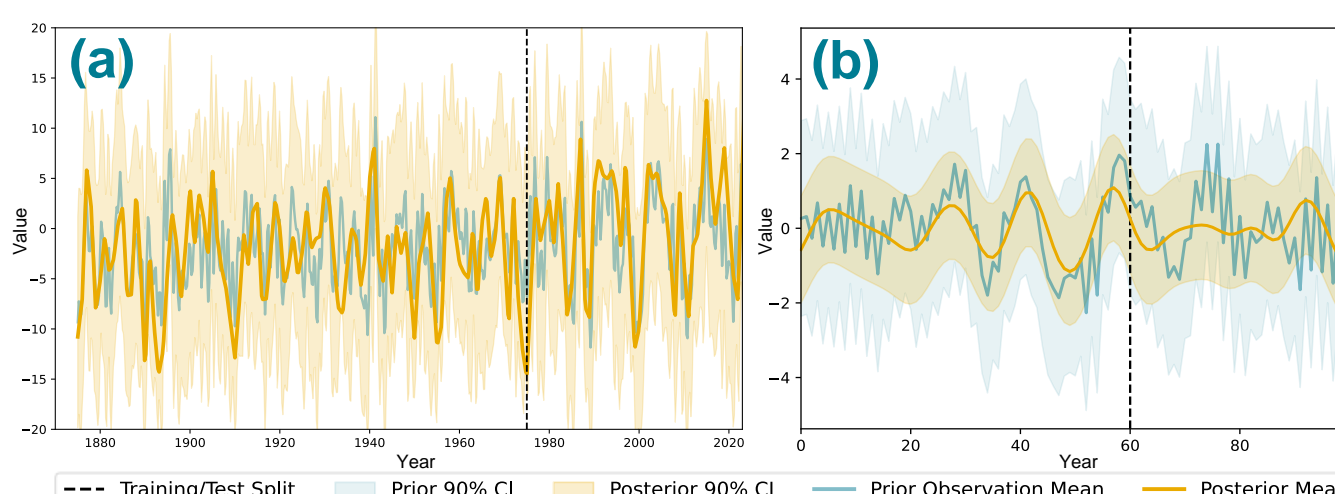 (a)
(b)
Value
20
15
10
5
0
−5
−10
−15
−20
1880 1900 1920 1940 1960 1980 2000 2020
Year
Value
4
2
0
−2
−4
0 20 40 60 80
Year
Training/Test Split Prior 90% CI Posterior 90% CI Prior Observation Mean Posterior Mea